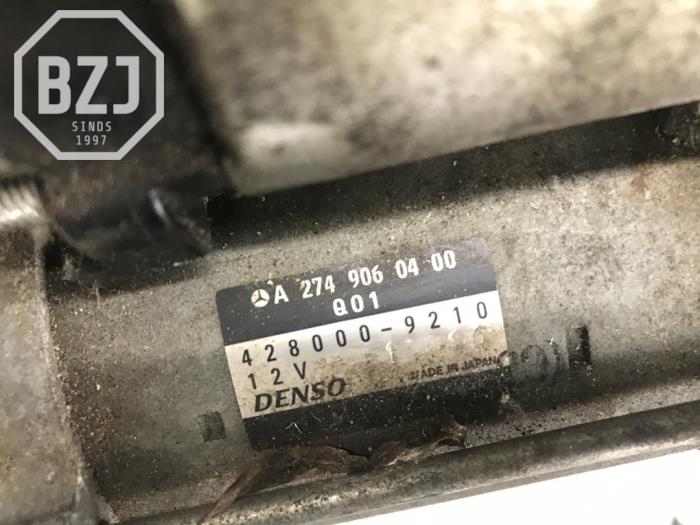 BZJ
SINDS
1997
A 274 906 04 00
Q01
428000-9210
12V
MADE IN JAPAN
DENSO